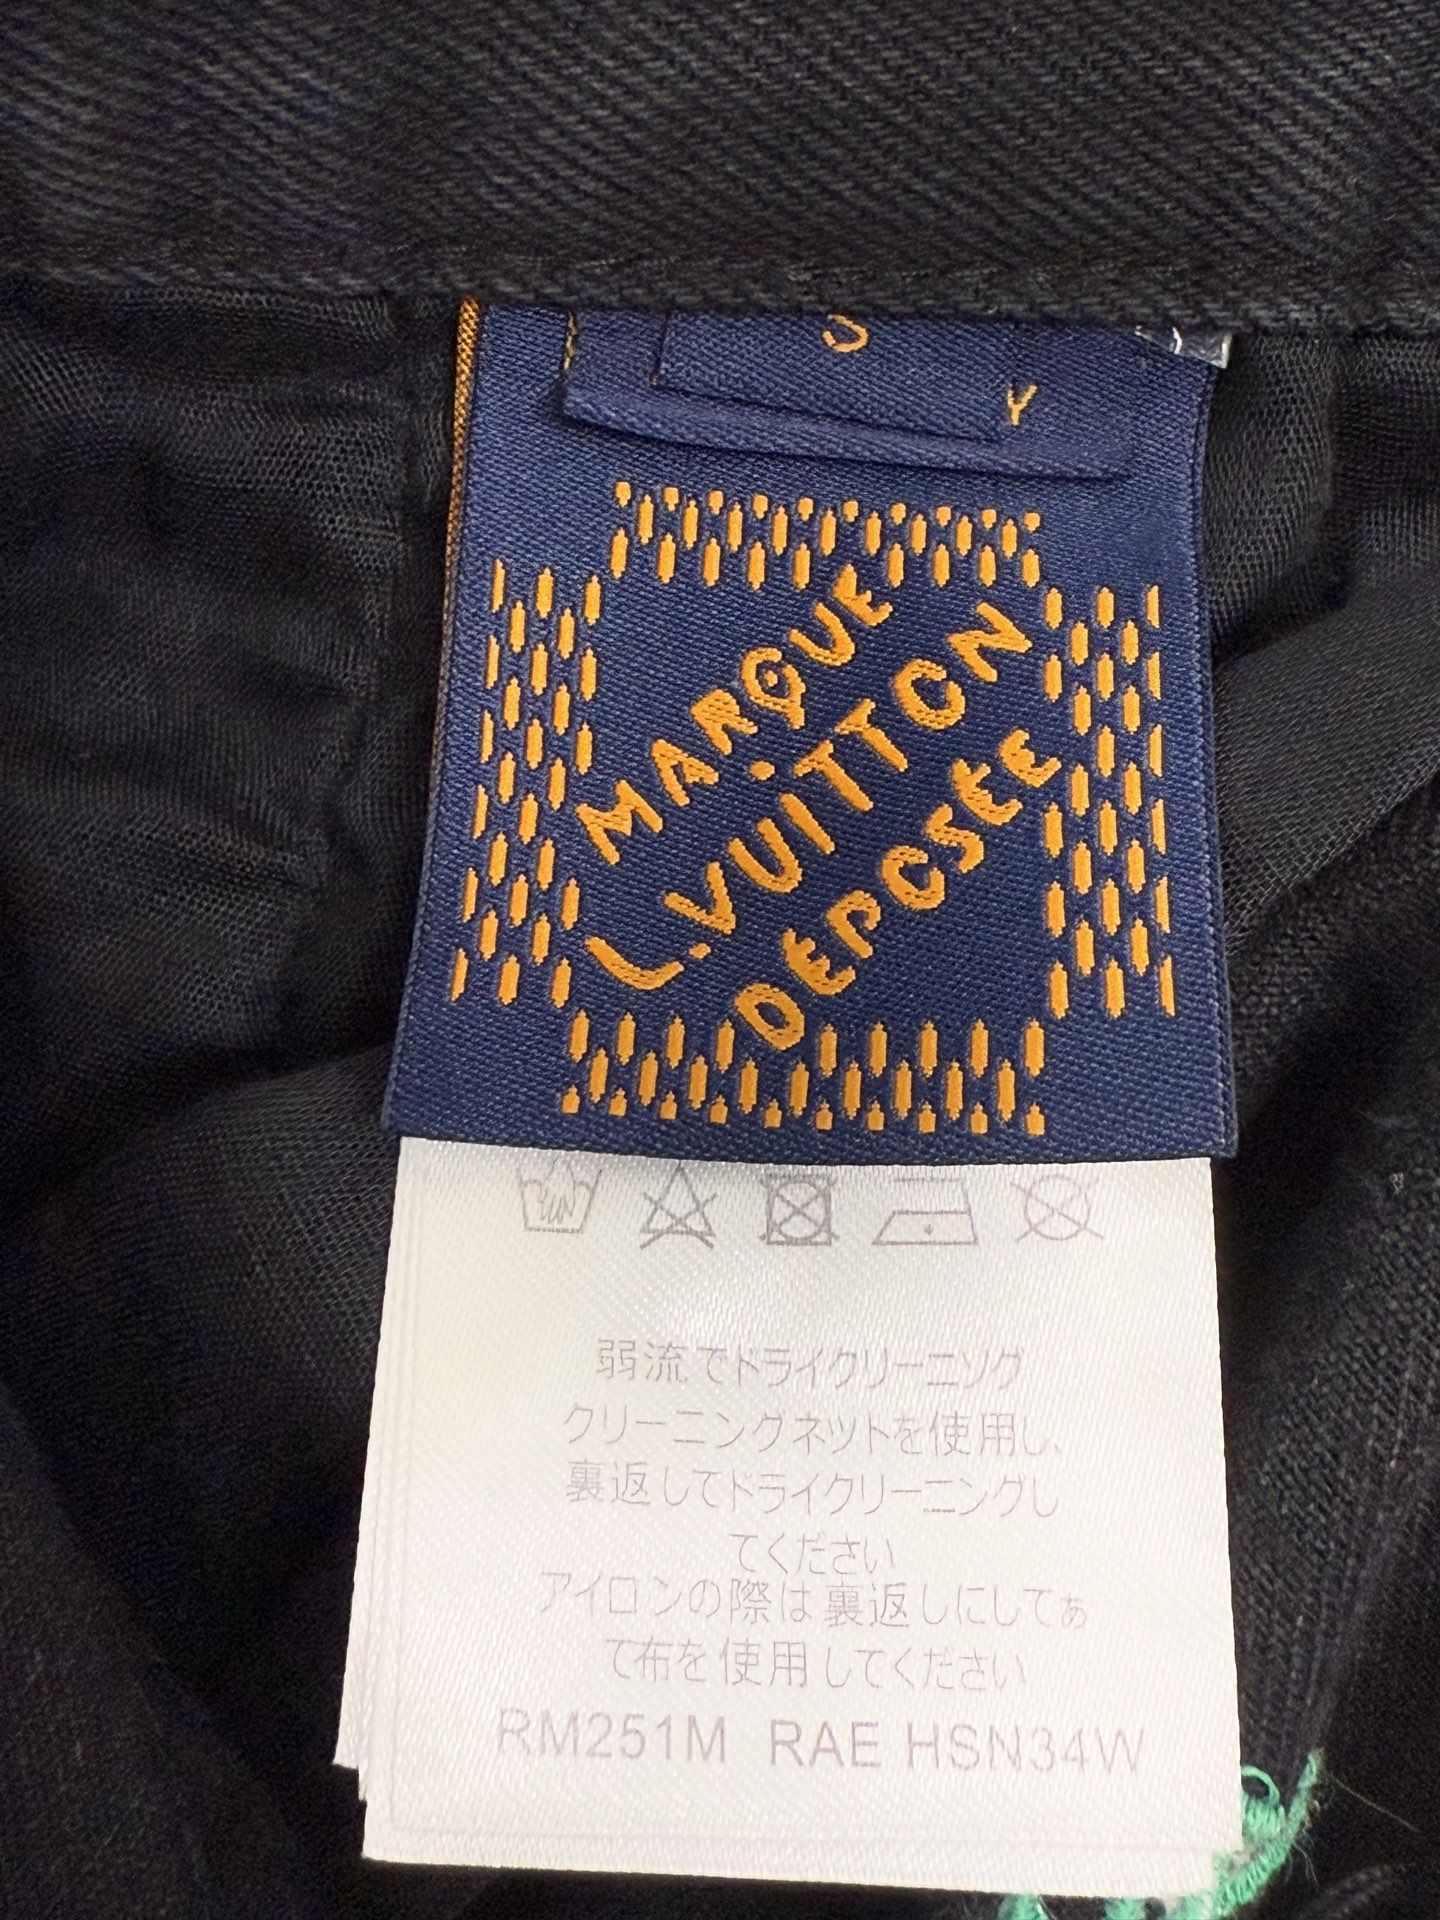 S
Y
MARQUE
L.VUITTON
DEPOSEE
弱流でドライクリーニング
クリーニングネットを使用し、
裏返してドライクリーニングし
てください
アイロンの際は裏返しにしてあ
て布を使用してください
RM251M RAE HSN34W